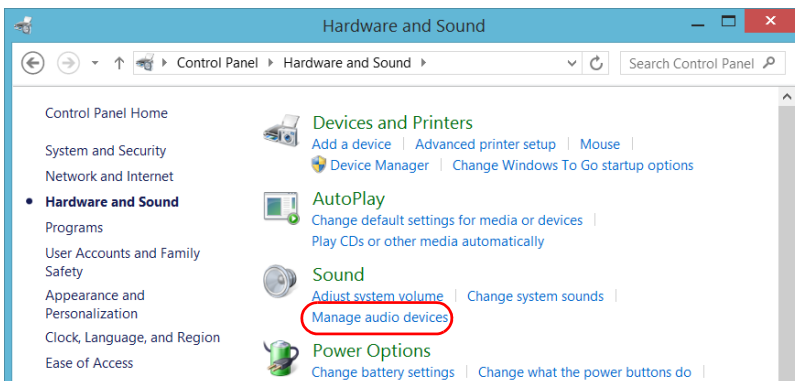 Hardware and Sound
Control Panel Hardware and Sound
Search Control Panel
Control Panel Home
System and Security
Network and Internet
Hardware and Sound
Programs
User Accounts and Family
Safety
Appearance and
Personalization
Clock, Language, and Region
Ease of Access
Devices and Printers
Add a device Advanced printer setup Mouse
Device Manager Change Windows To Go startup options
AutoPlay
Change default settings for media or devices
Play CDs or other media automatically
Sound
Adjust system volume Change system sounds
Manage audio devices
Power Options
Change battery settings Change what the power buttons do